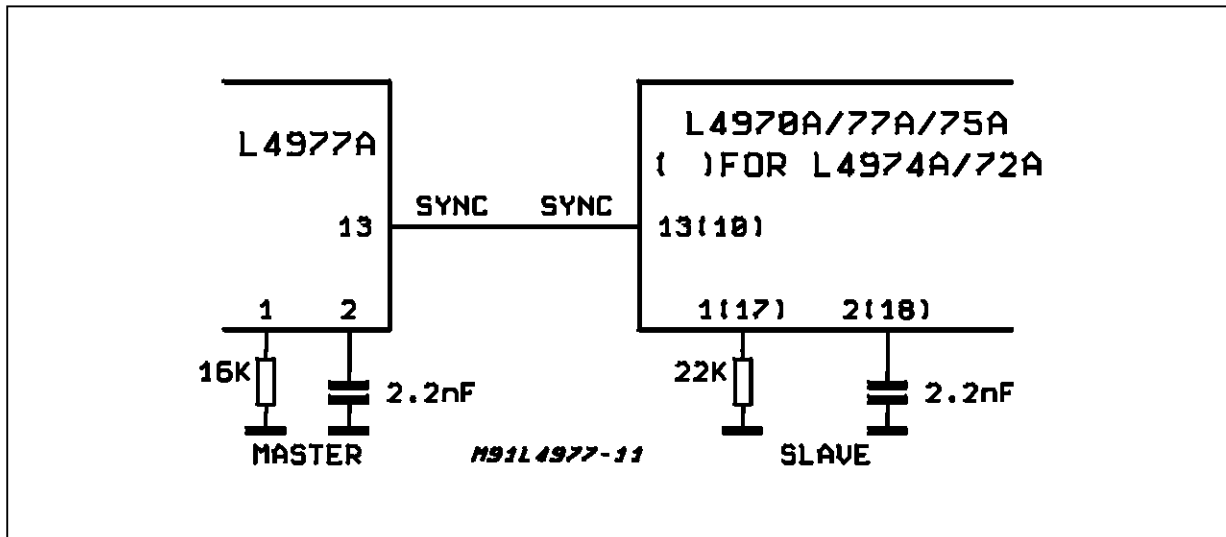 L4977A
L4970A/77A/75A
( )FOR L4974A/72A
SYNC SYNC
13
13(10)
1 2
1(17) 2(18)
16K
2.2nF
22K
2.2nF
MASTER
M91L4977-11
SLAVE